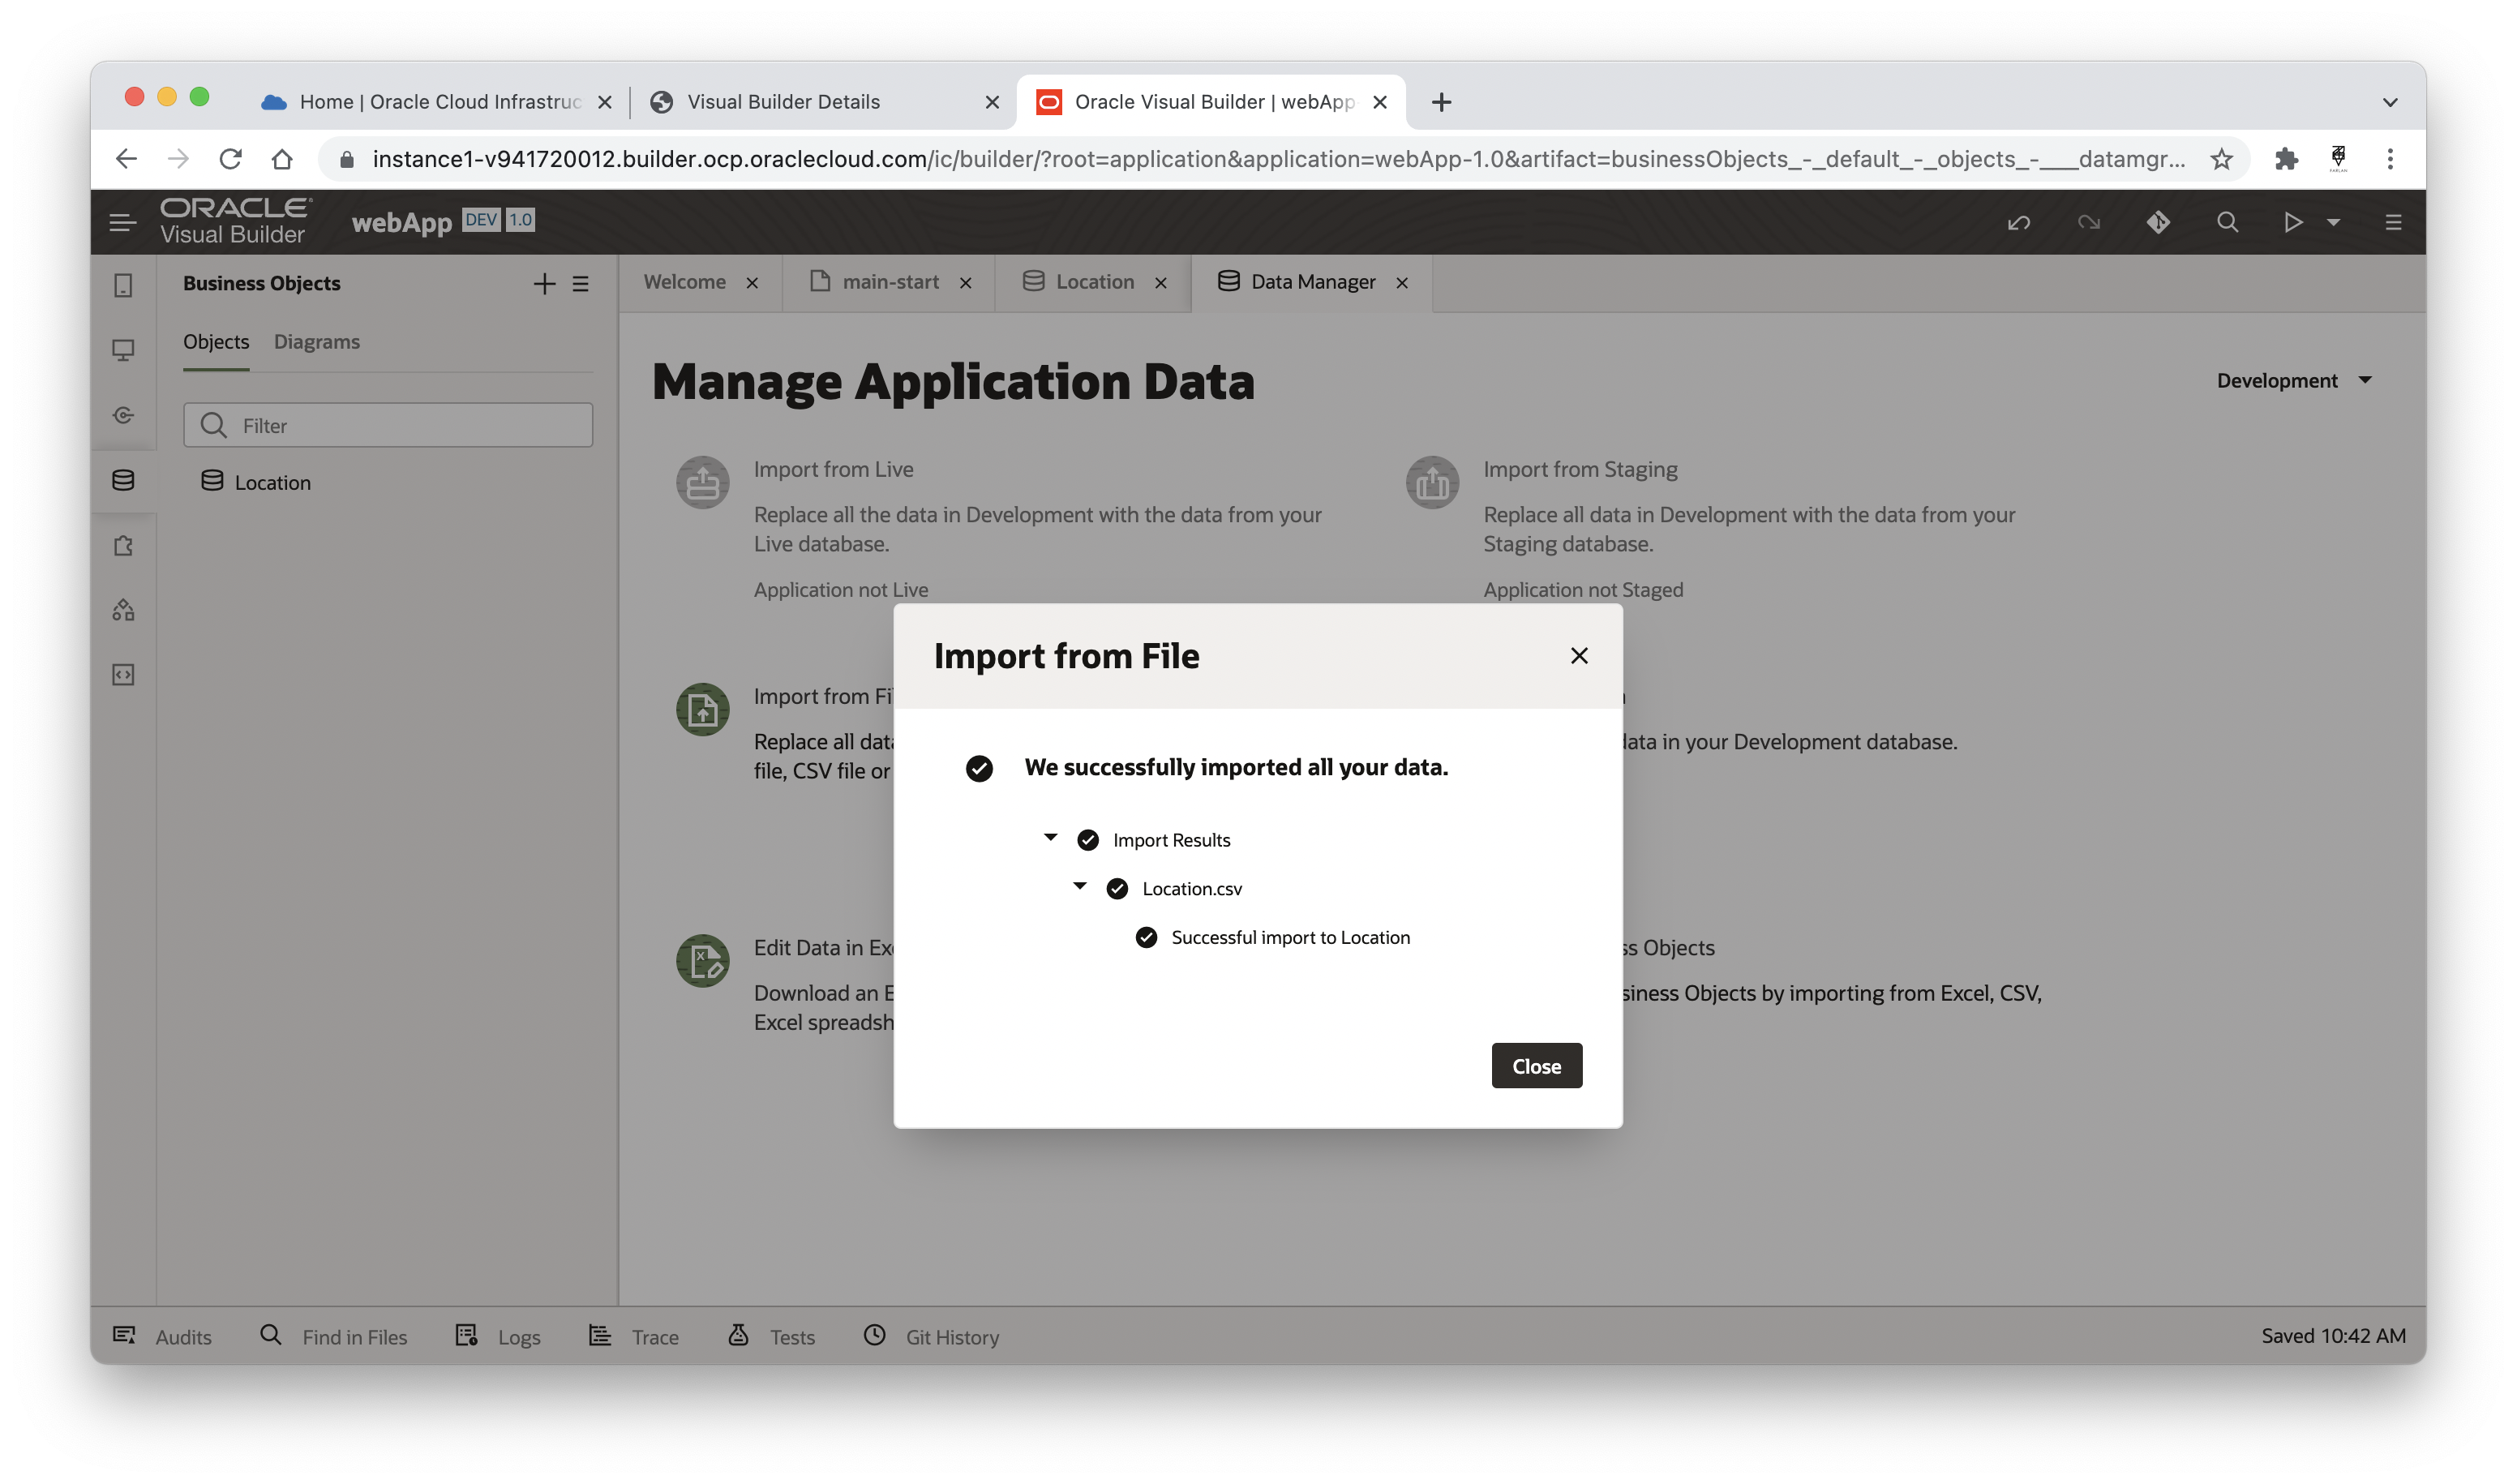 Home | Oracle Cloud Infrastruc
Visual Builder Details
Oracle Visual Builder | webApp
instance1-v941720012.builder.ocp.oraclecloud.com/ic/builder/?root=application&application=webApp-1.0&artifact=businessObjects_-_default_-_objects_-___datamgr...
ORACLE
Visual Builder
webApp DEV 1.0
Business Objects
Objects Diagrams
Filter
Location
Welcome
main-start
Location
Data Manager
Manage Application Data
Development
Import from Live
Replace all the data in Development with the data from your
Live database.
Application not Live
Import from Staging
Replace all data in Development with the data from your
Staging database.
Application not Staged
Import from Fi
Replace all dat
file, CSV file or
data in your Development database.
Edit Data in Ex
Download an E
Excel spreadsh
ss Objects
siness Objects by importing from Excel, CSV,
Import from File
We successfully imported all your data.
Import Results
Location.csv
Successful import to Location
Close
Audits
Find in Files
Logs
Trace
Tests
Git History
Saved 10:42 AM